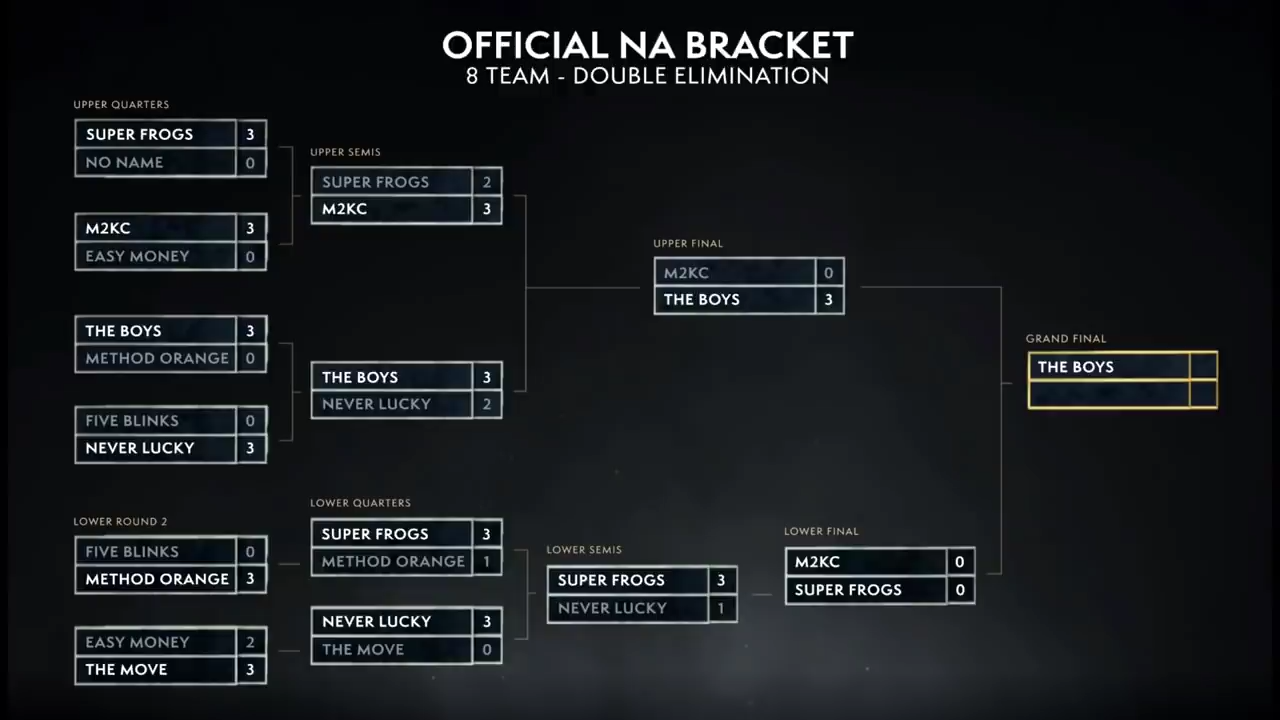 OFFICIAL NA BRACKET
8 TEAM - DOUBLE ELIMINATION
UPPER QUARTERS
SUPER FROGS 3
NO NAME 0
M2KC 3
EASY MONEY 0
THE BOYS 3
METHOD ORANGE 0
FIVE BLINKS 0
NEVER LUCKY 3
UPPER SEMIS
SUPER FROGS 2
M2KC 3
THE BOYS 3
NEVER LUCKY 2
UPPER FINAL
M2KC 0
THE BOYS 3
GRAND FINAL
THE BOYS
LOWER ROUND 2
FIVE BLINKS 0
METHOD ORANGE 3
EASY MONEY 2
THE MOVE 3
LOWER QUARTERS
SUPER FROGS 3
METHOD ORANGE 1
NEVER LUCKY 3
THE MOVE 0
LOWER SEMIS
SUPER FROGS 3
NEVER LUCKY 1
LOWER FINAL
M2KC 0
SUPER FROGS 0